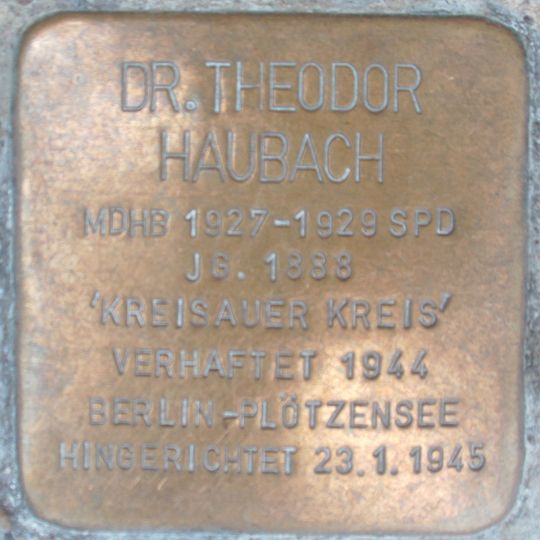 DR. THEODOR
HAUBACH
MDHB 1927-1929 SPD
JG. 1888
'KREISAUER KREIS'
VERHAFTET 1944
BERLIN-PLÖTZENSEE
HINGERICHTET 23.1.1945